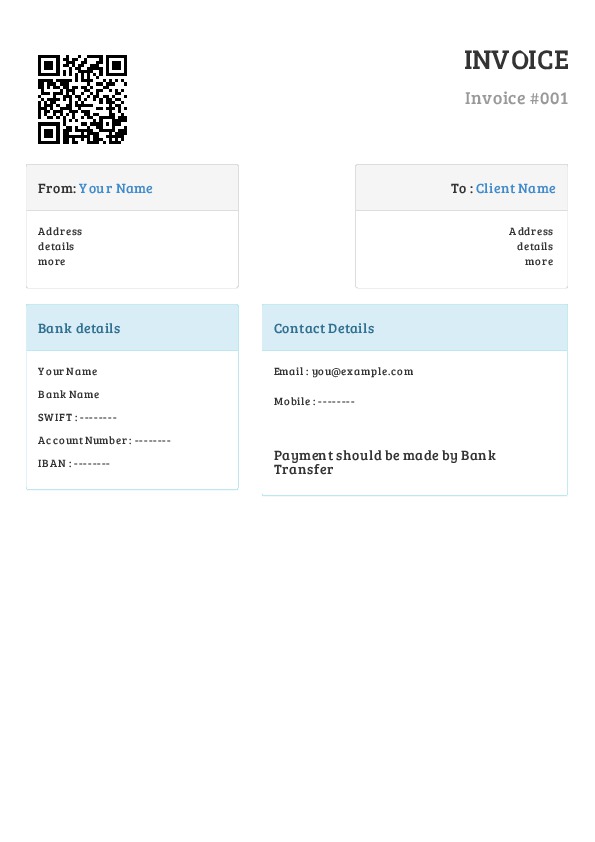 INVOICE
Invoice #001
From: Your Name
Address
details
more
To : Client Name
Address
details
more
Bank details
Your Name
Bank Name
SWIFT : --------
Account Number : --------
IBAN : --------
Contact Details
Email : you@example.com
Mobile : --------
Payment should be made by Bank
Transfer